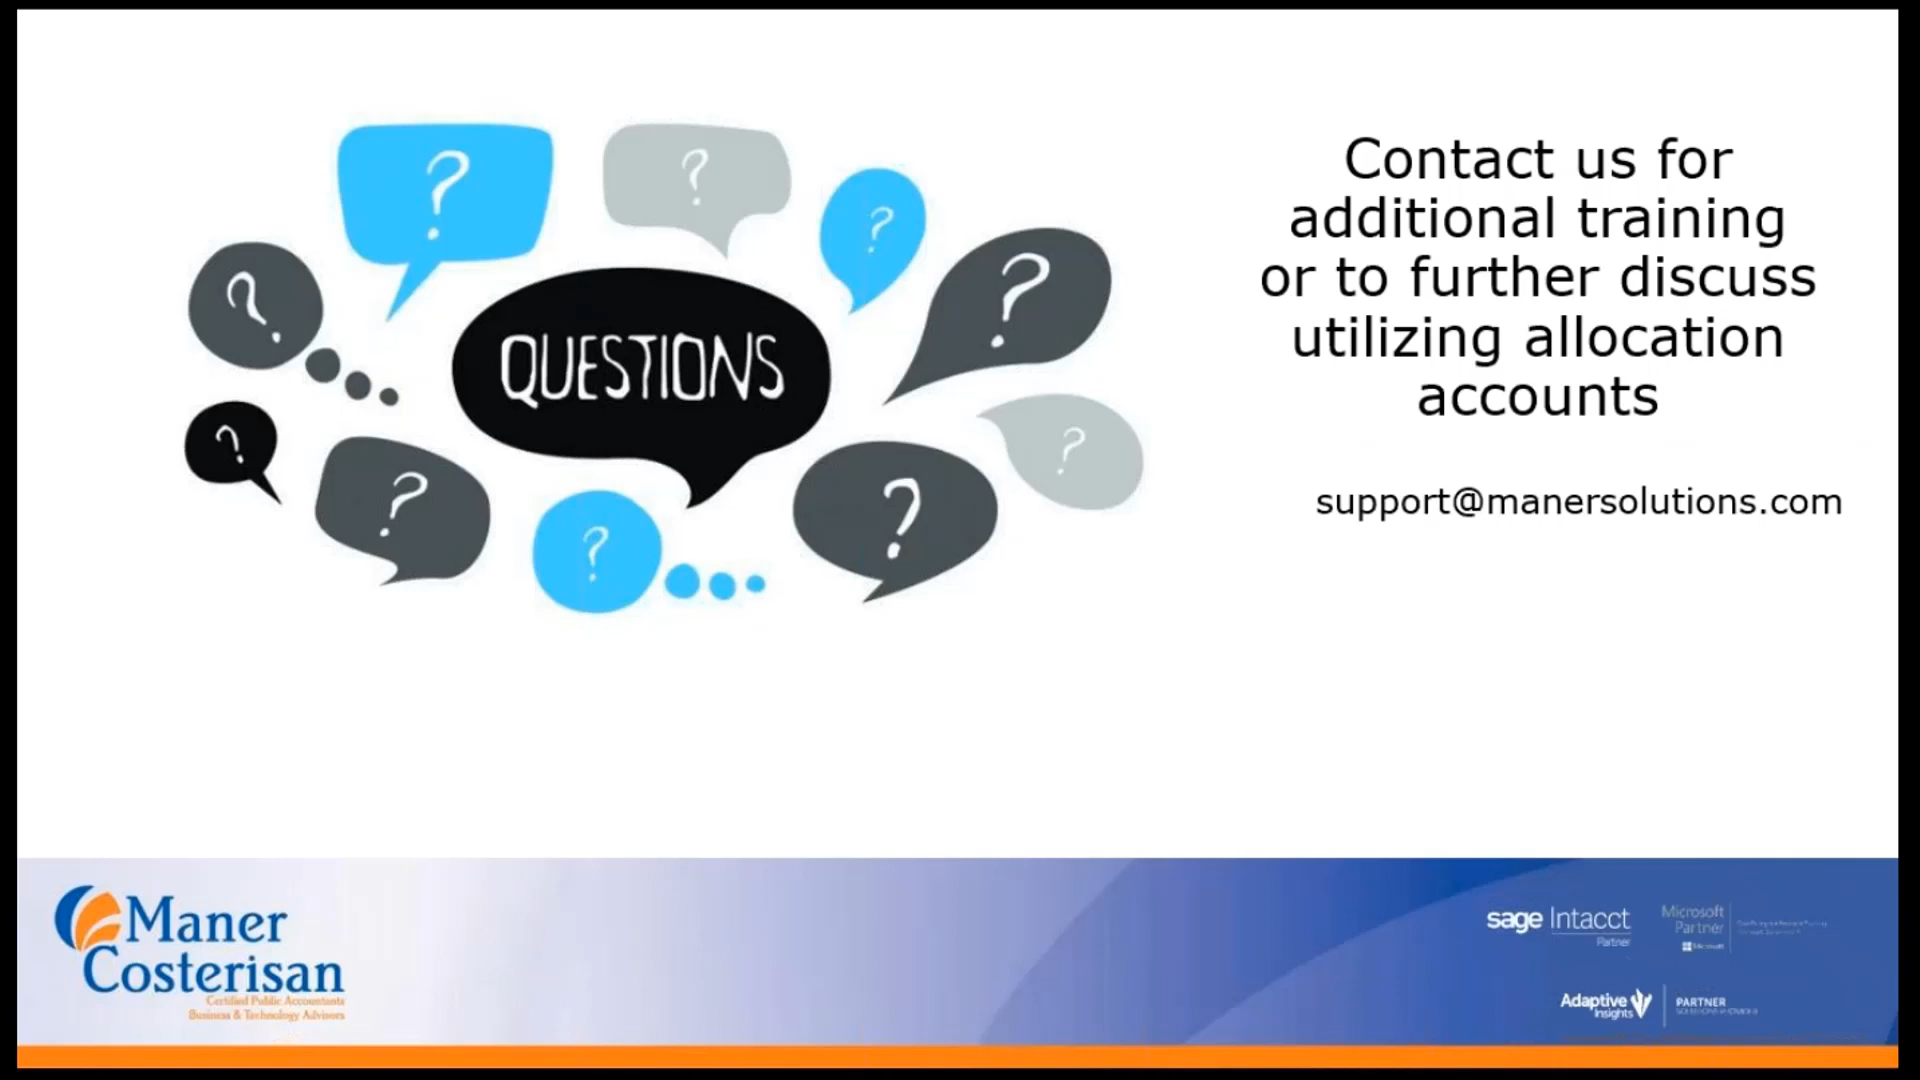 ?
?
?
?
?
QUESTIONS
?
?
?
?
?
Contact us for
additional training
or to further discuss
utilizing allocation
accounts
support@manersolutions.com
Maner
Costerisan
Certified Public Accountants
Business & Technology Advisors
sage Intacct
Partner
Microsoft
Partner
Microsoft
Adaptive
Insights
PARTNER